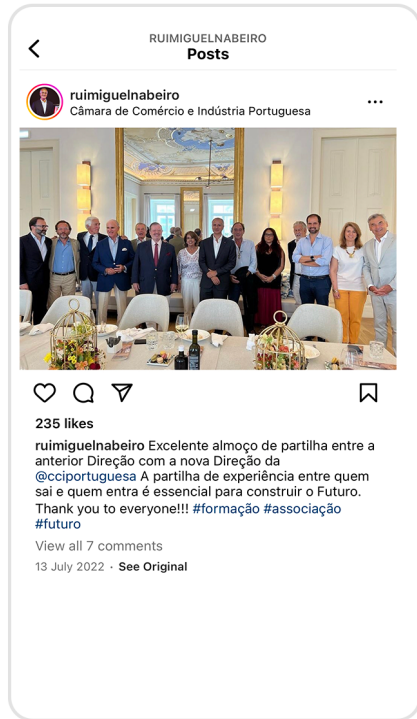 RUIMIGUELNABEIRO
Posts
ruimiguelnabeiro
Câmara de Comércio e Indústria Portuguesa
235 likes
ruimiguelnabeiro Excelente almoço de partilha entre a
anterior Direção com a nova Direção da
@cciportuguesa A partilha de experiência entre quem
sai e quem entra é essencial para construir o Futuro.
Thank you to everyone!!! #formação #associação
#futuro
View all 7 comments
13 July 2022 · See Original